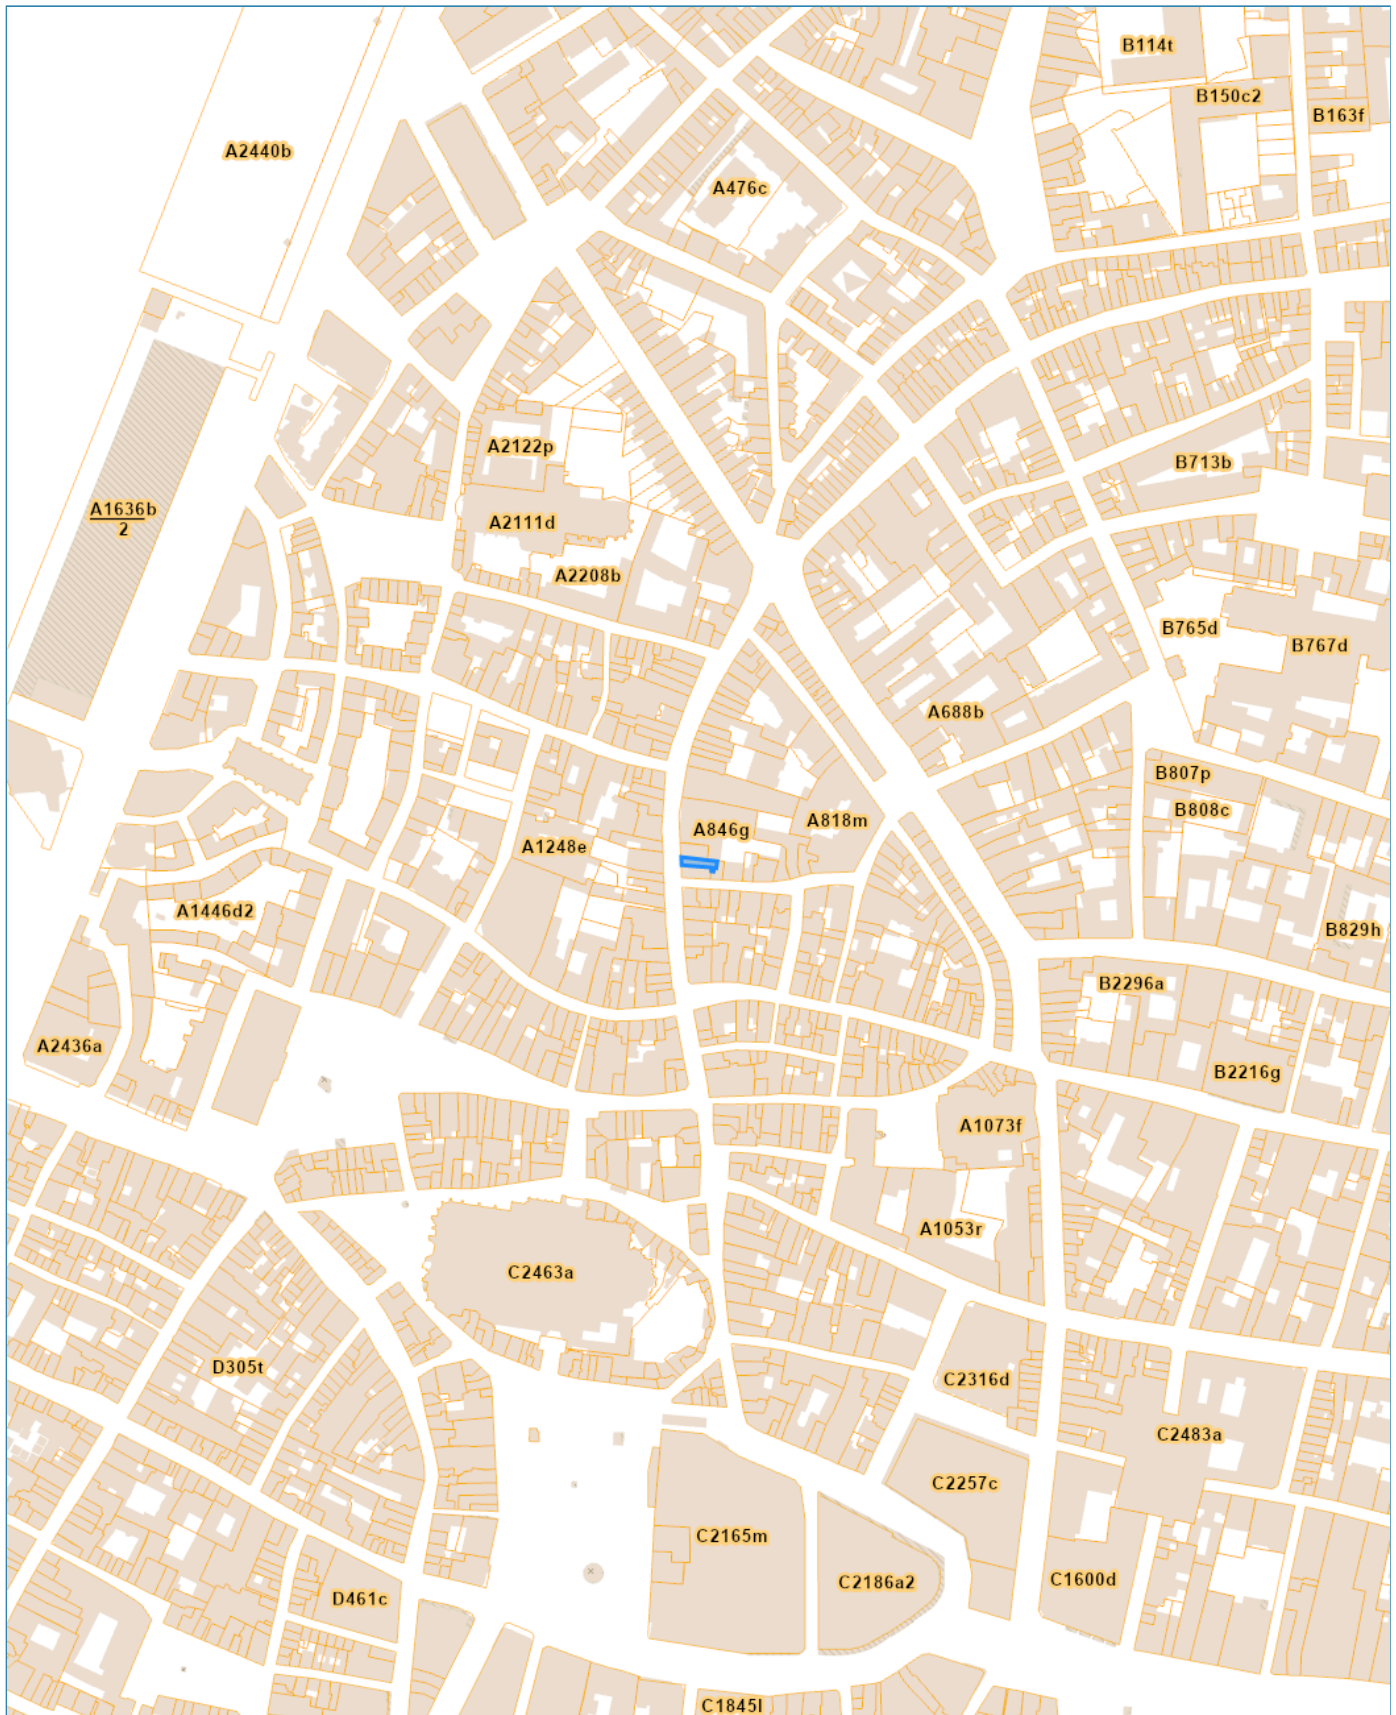 B114t
B150c2
B163f
A2440b
A476c
A2122p
B713b
A1636b
2
A2111d
A2208b
B765d
B767d
A688b
B807p
B808c
A846g
A818m
A1248e
A1446d2
B829h
B2296a
A2436a
B2216g
A1073f
A1053r
C2463a
D305t
C2316d
C2483a
C2257c
C2165m
C2186a2
C1600d
D461c
C1845l